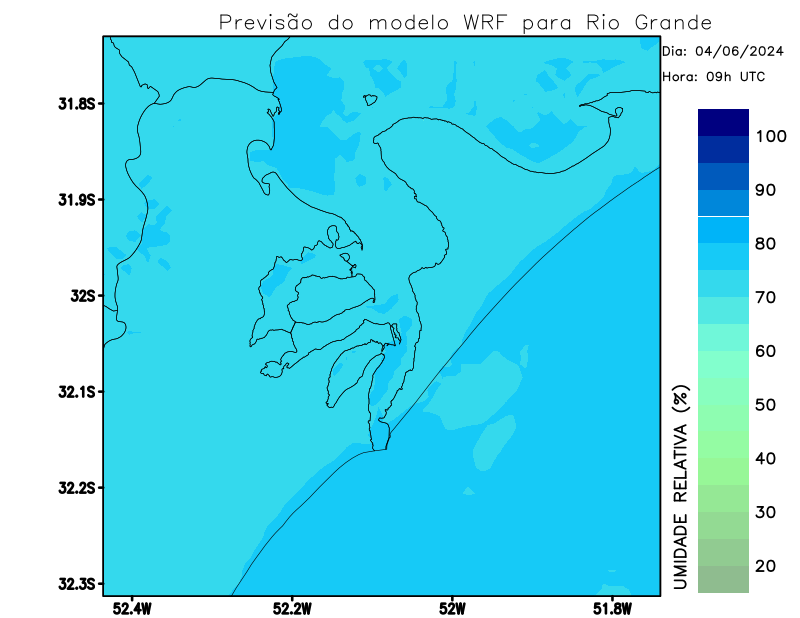 Previsão do modelo WRF para Rio Grande
Dia: 04/06/2024
Hora: 09h UTC
31.8S
31.9S
32S
32.1S
32.2S
32.3S
52.4W
52.2W
52W
51.8W
100
90
80
70
60
50
40
30
20
UMIDADE RELATIVA (%)